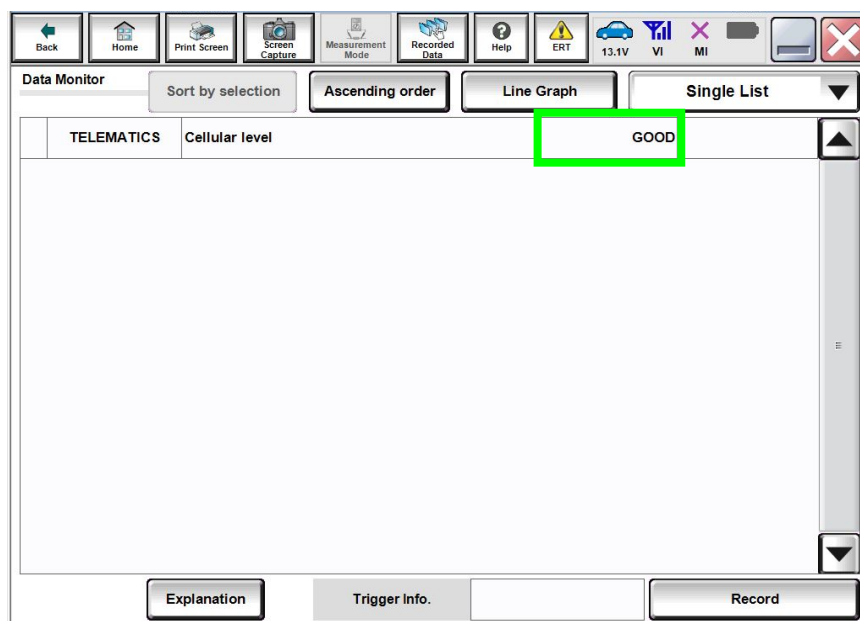 Back
Home
Print Screen
Screen Capture
Measurement Mode
Recorded Data
Help
ERT
13.1V
VI
MI
Data Monitor
Sort by selection
Ascending order
Line Graph
Single List
TELEMATICS
Cellular level
GOOD
Explanation
Trigger Info.
Record